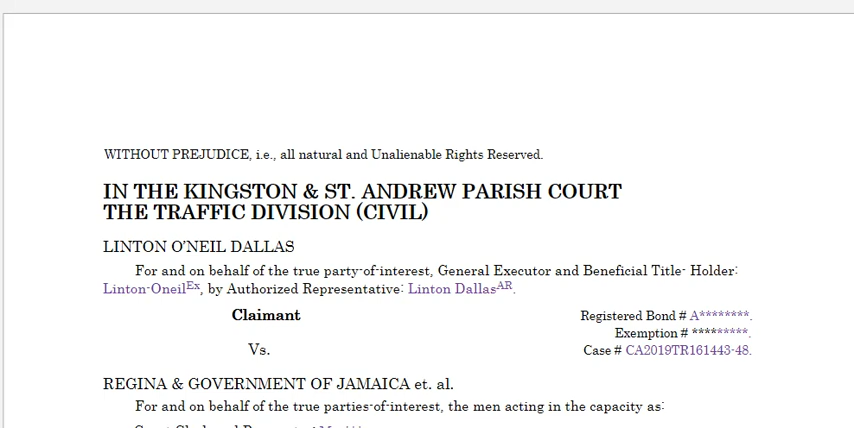 WITHOUT PREJUDICE, i.e., all natural and Unalienable Rights Reserved.
IN THE KINGSTON & ST. ANDREW PARISH COURT
THE TRAFFIC DIVISION (CIVIL)
LINTON O'NEIL DALLAS
For and on behalf of the true party-of-interest, General Executor and Beneficial Title- Holder:
Linton-OneilEx, by Authorized Representative: Linton DallasAR.
Claimant
Registered Bond # A********.
Exemption # *********.
Vs.
Case # CA2019TR161443-48.
REGINA & GOVERNMENT OF JAMAICA et. al.
For and on behalf of the true parties-of-interest, the men acting in the capacity as: